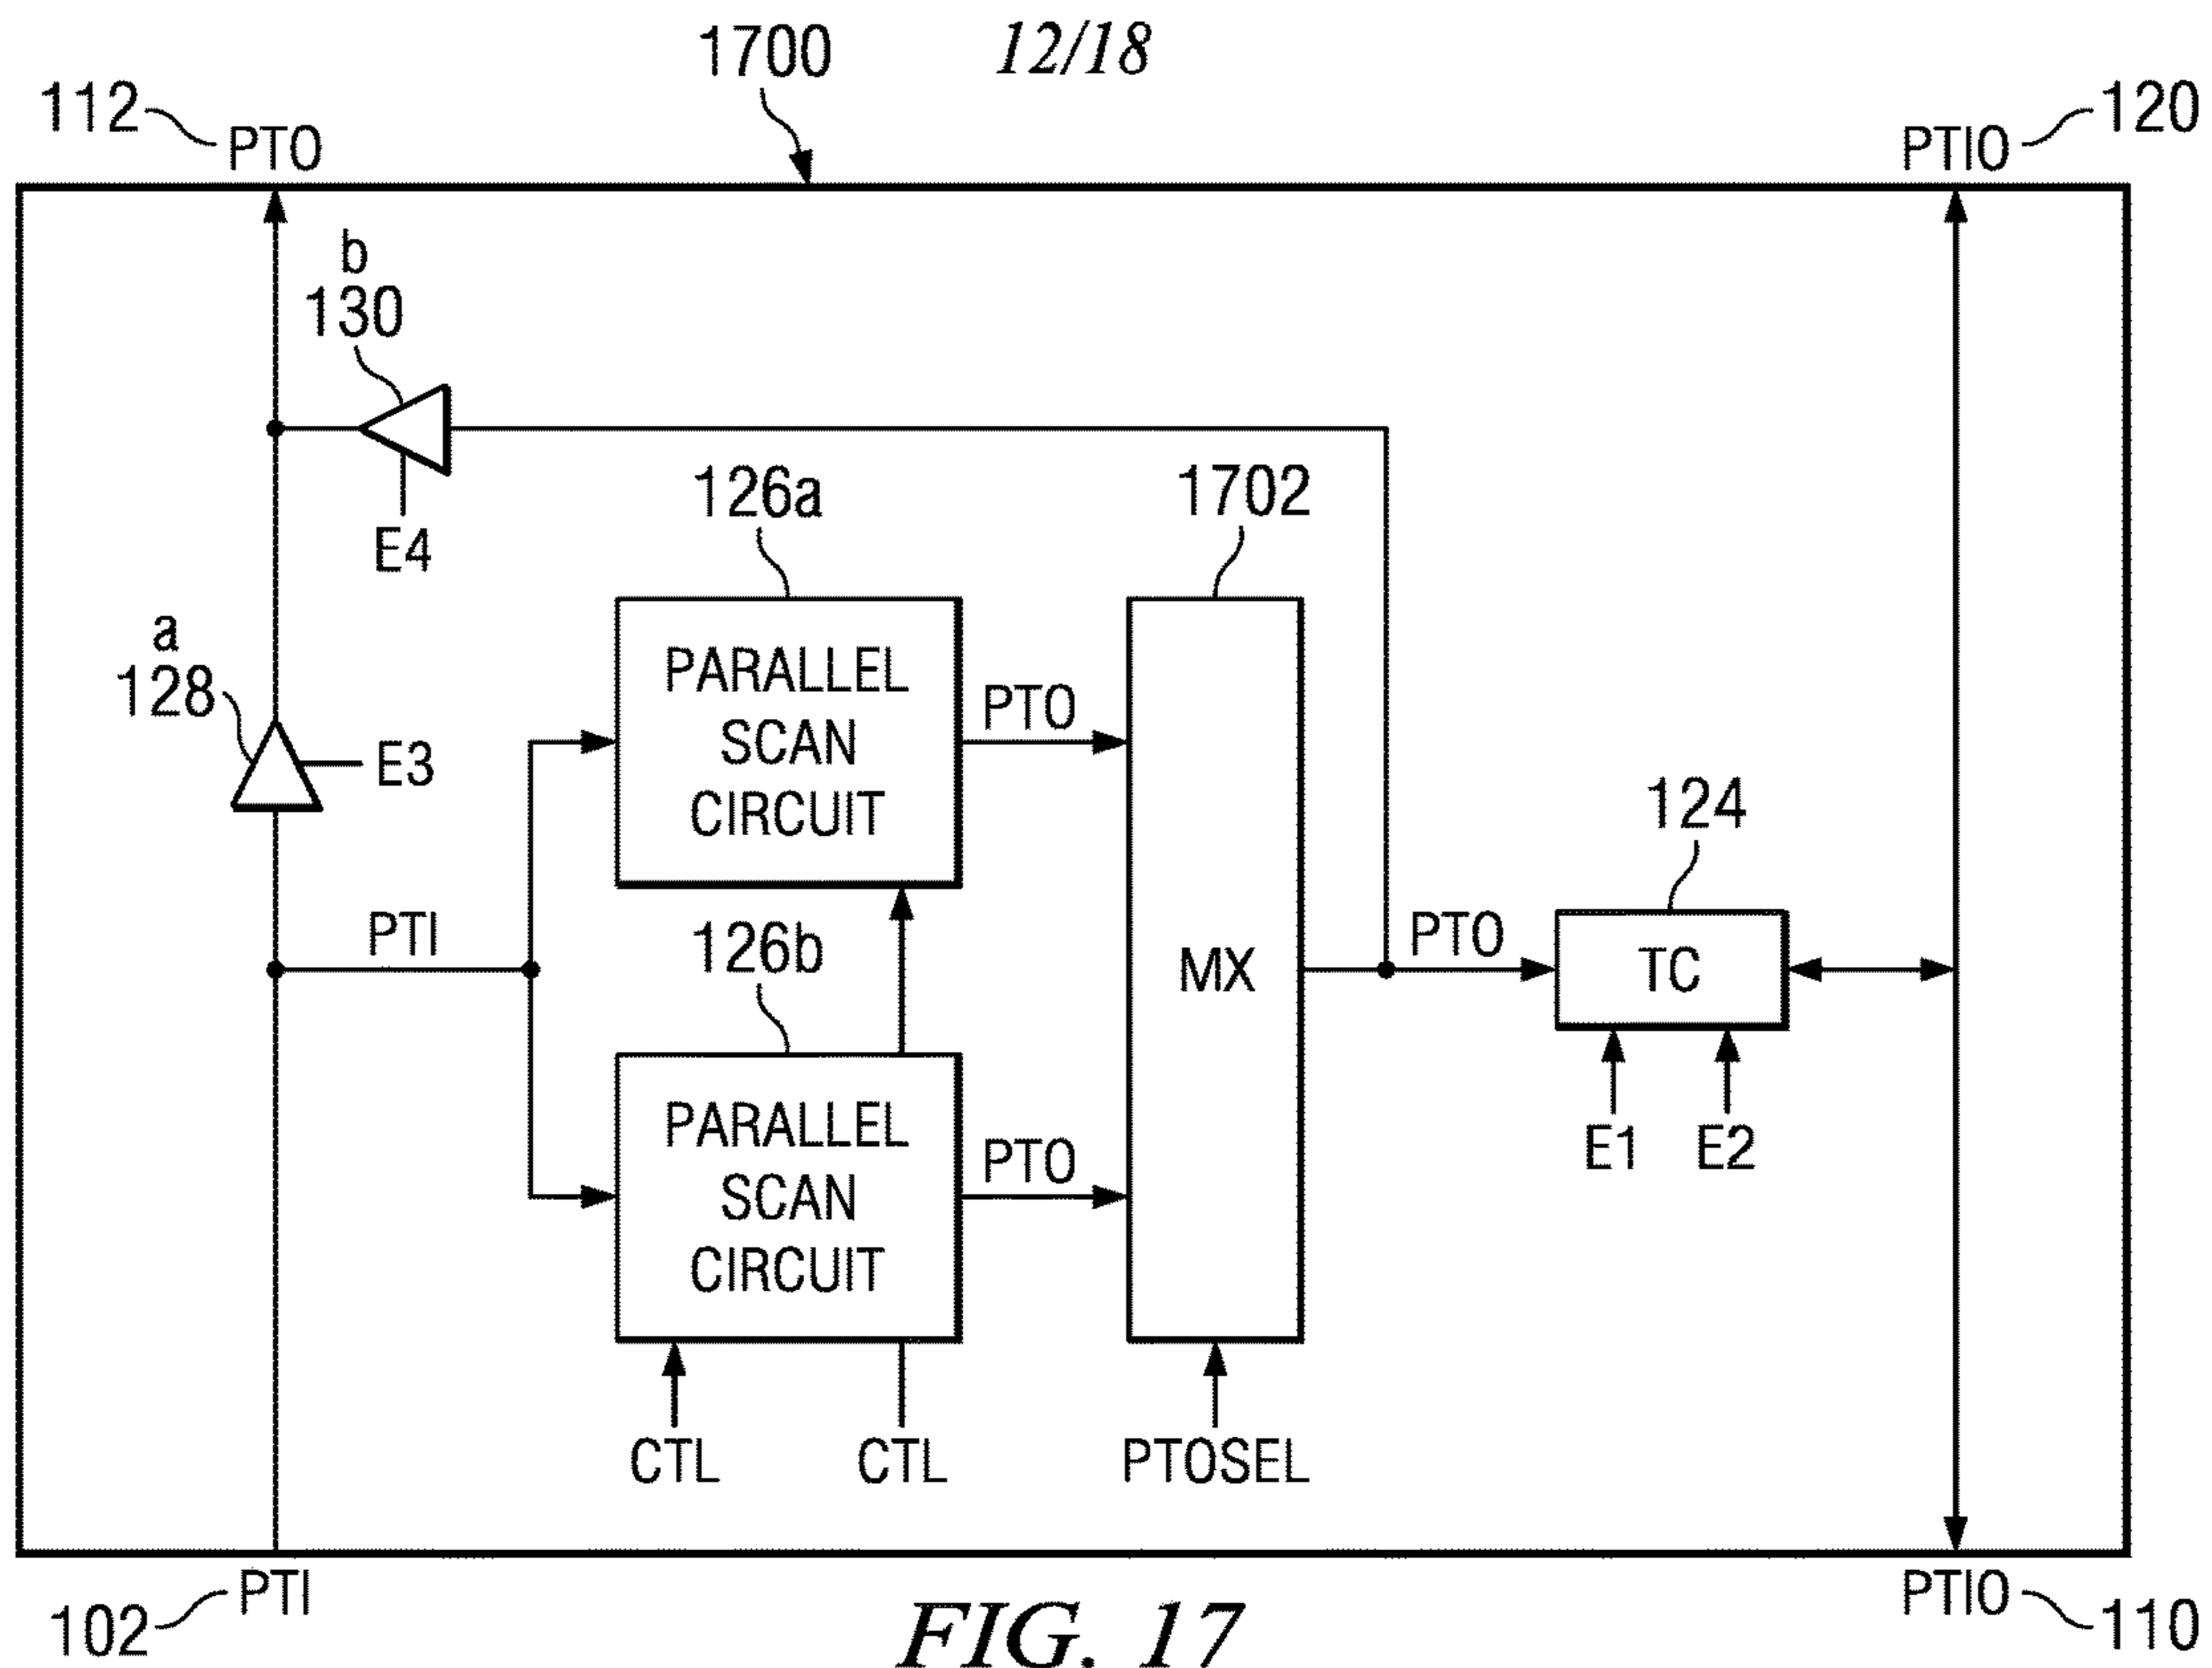 1700
12/18
112
PTO
PTIO
120
b
130
E4
126a
1702
a
128
E3
PARALLEL
SCAN
CIRCUIT
PTO
124
PTI
126b
MX
PTO
TC
PARALLEL
SCAN
CIRCUIT
PTO
E1
E2
CTL
CTL
PTOSEL
102
PTI
PTIO
110
FIG. 17